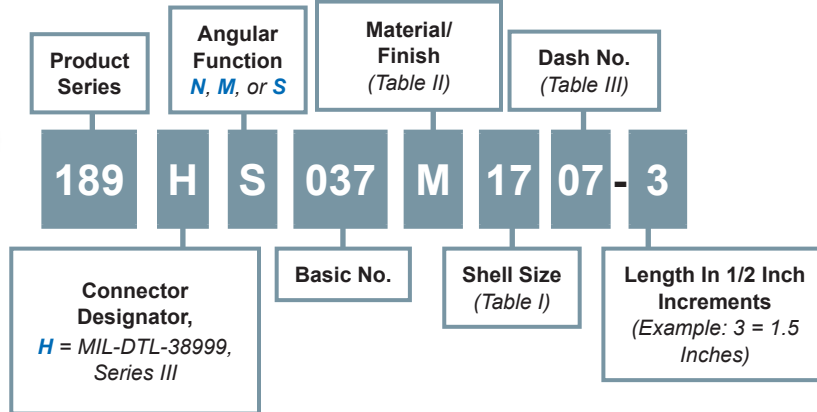 Product
Series
Angular
Function
N, M, or S
Material/
Finish
(Table II)
Dash No.
(Table III)
189 H S 037 M 17 07 - 3
Connector
Designator,
H = MIL-DTL-38999,
Series III
Basic No.
Shell Size
(Table I)
Length In 1/2 Inch
Increments
(Example: 3 = 1.5
Inches)